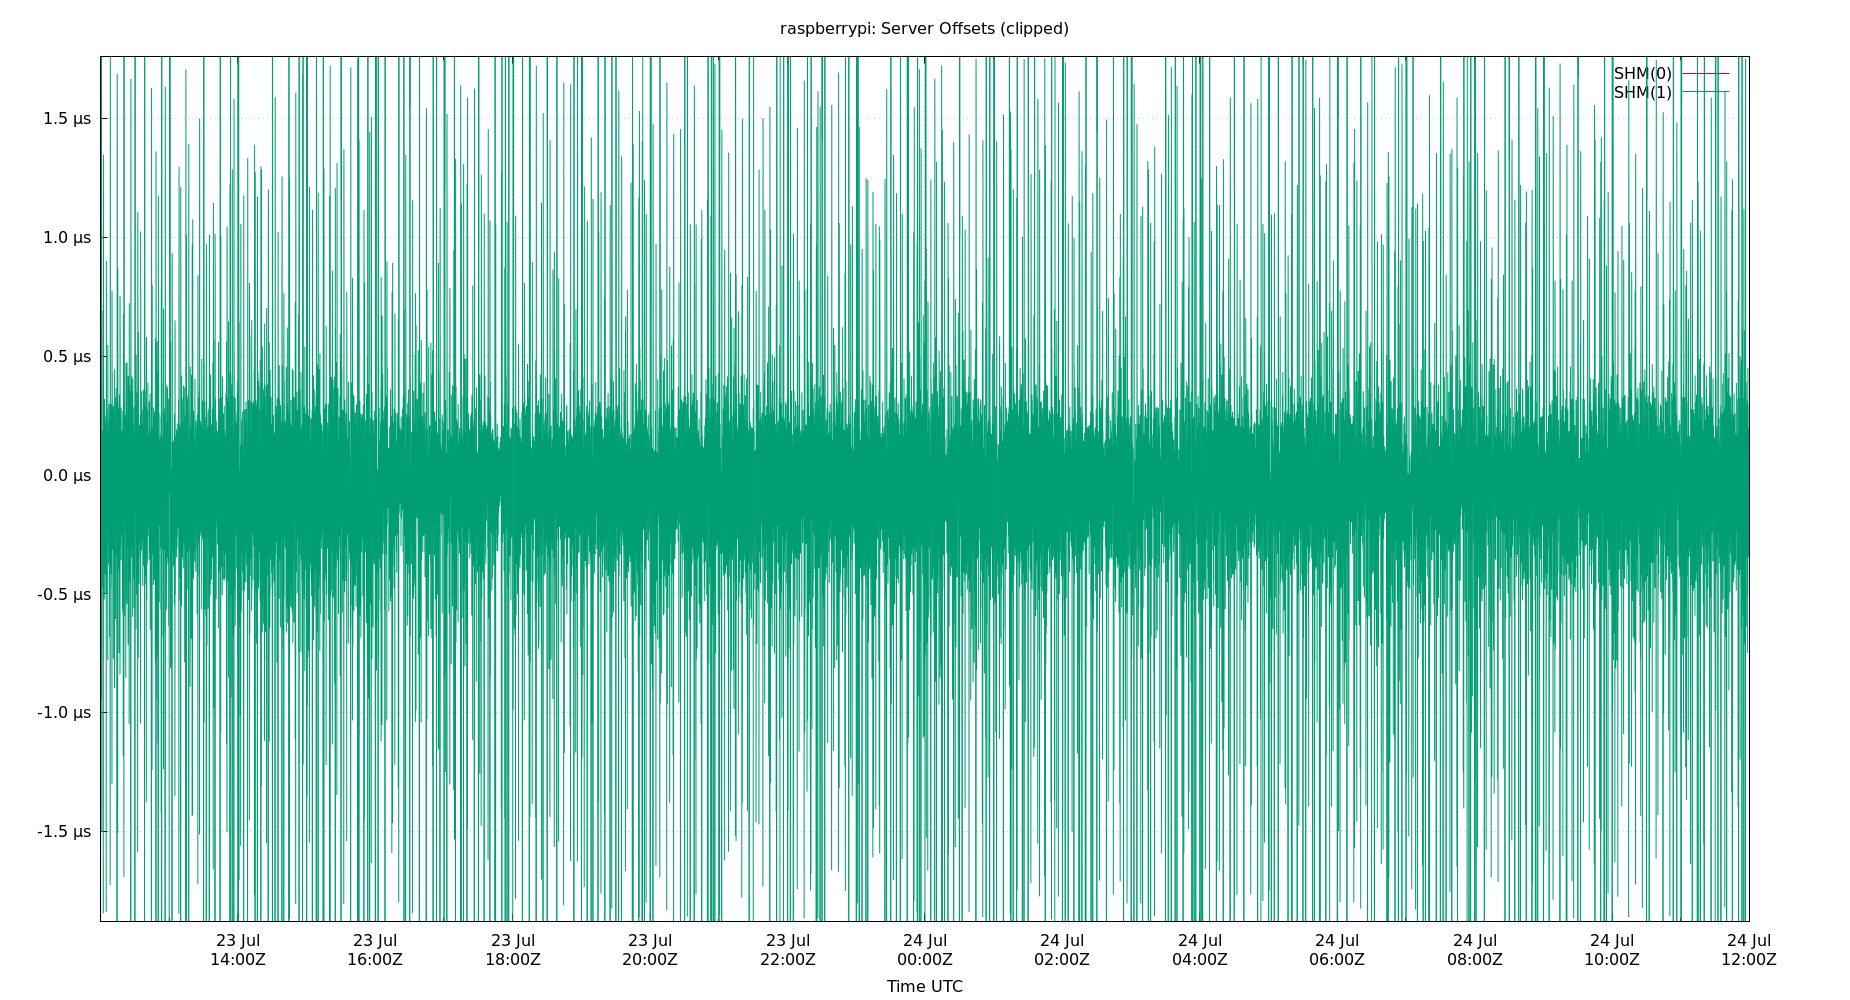 raspberrypi: Server Offsets (clipped)
SHM(0)
SHM(1)
1.5 µs
1.0 µs
0.5 µs
0.0 µs
-0.5 µs
-1.0 µs
-1.5 µs
23 Jul 23 Jul 23 Jul 23 Jul 23 Jul 24 Jul 24 Jul 24 Jul 24 Jul 24 Jul 24 Jul 24 Jul
14:00Z 16:00Z 18:00Z 20:00Z 22:00Z 00:00Z 02:00Z 04:00Z 06:00Z 08:00Z 10:00Z 12:00Z
Time UTC